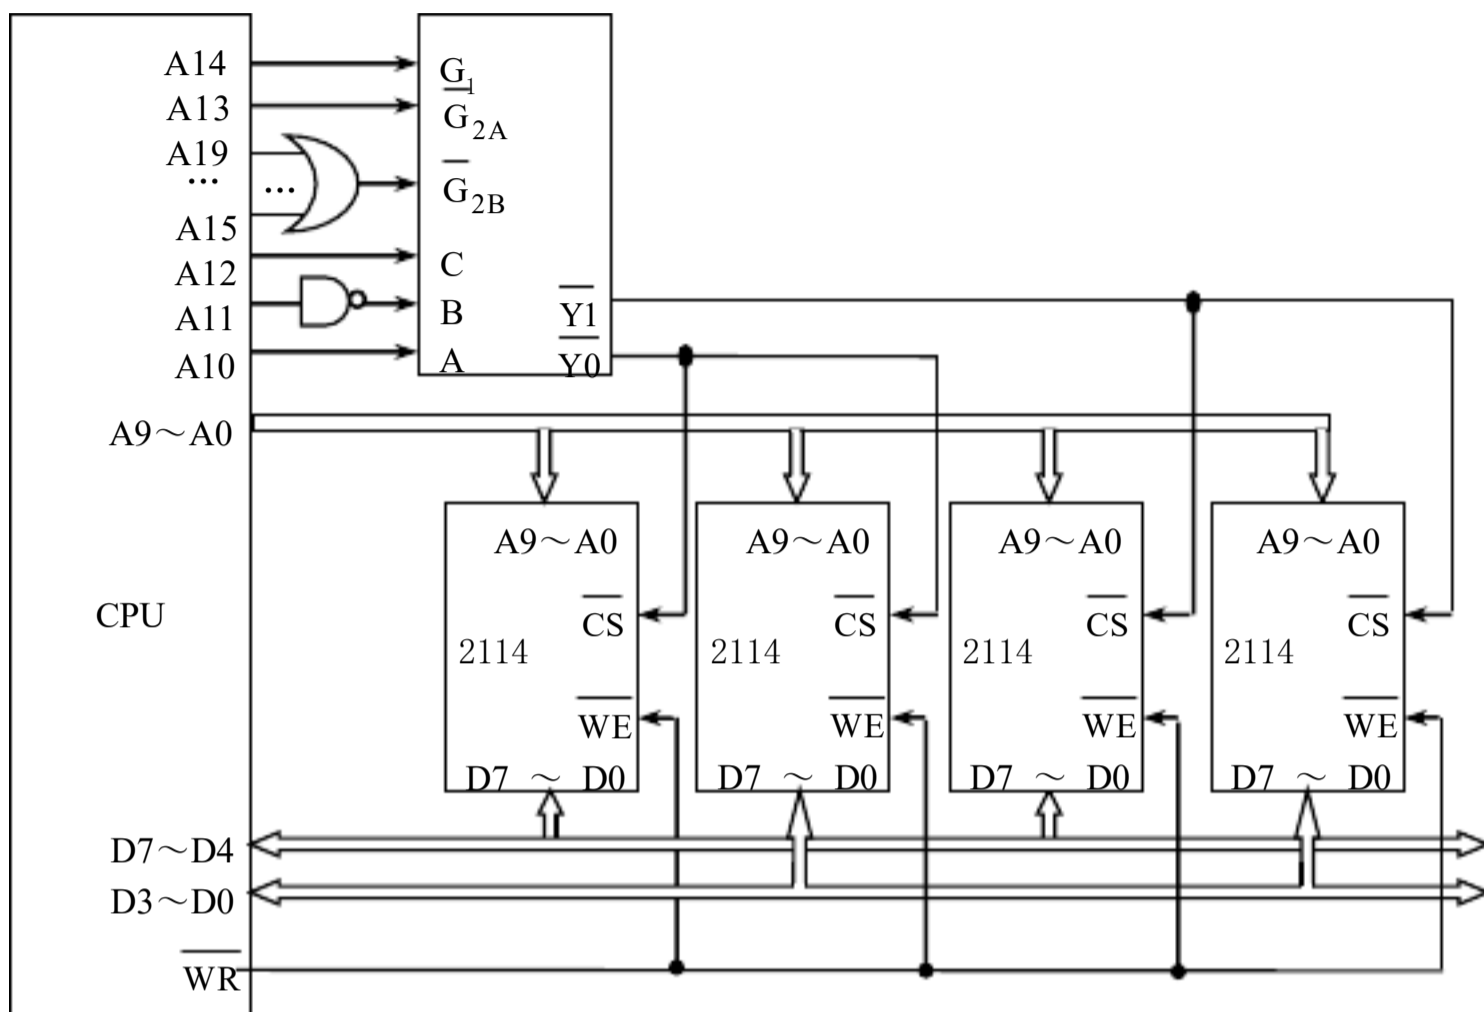 A14
G1
A13
G2A
A19
...
...
G2B
A15
A12
C
A11
B
Y1
A10
A
Y0
A9～A0
A9～A0
A9～A0
A9～A0
A9～A0
CPU
CS
CS
CS
CS
2114
2114
2114
2114
WE
WE
WE
WE
D7 ～ D0
D7 ～ D0
D7 ～ D0
D7 ～ D0
D7～D4
D3～D0
WR